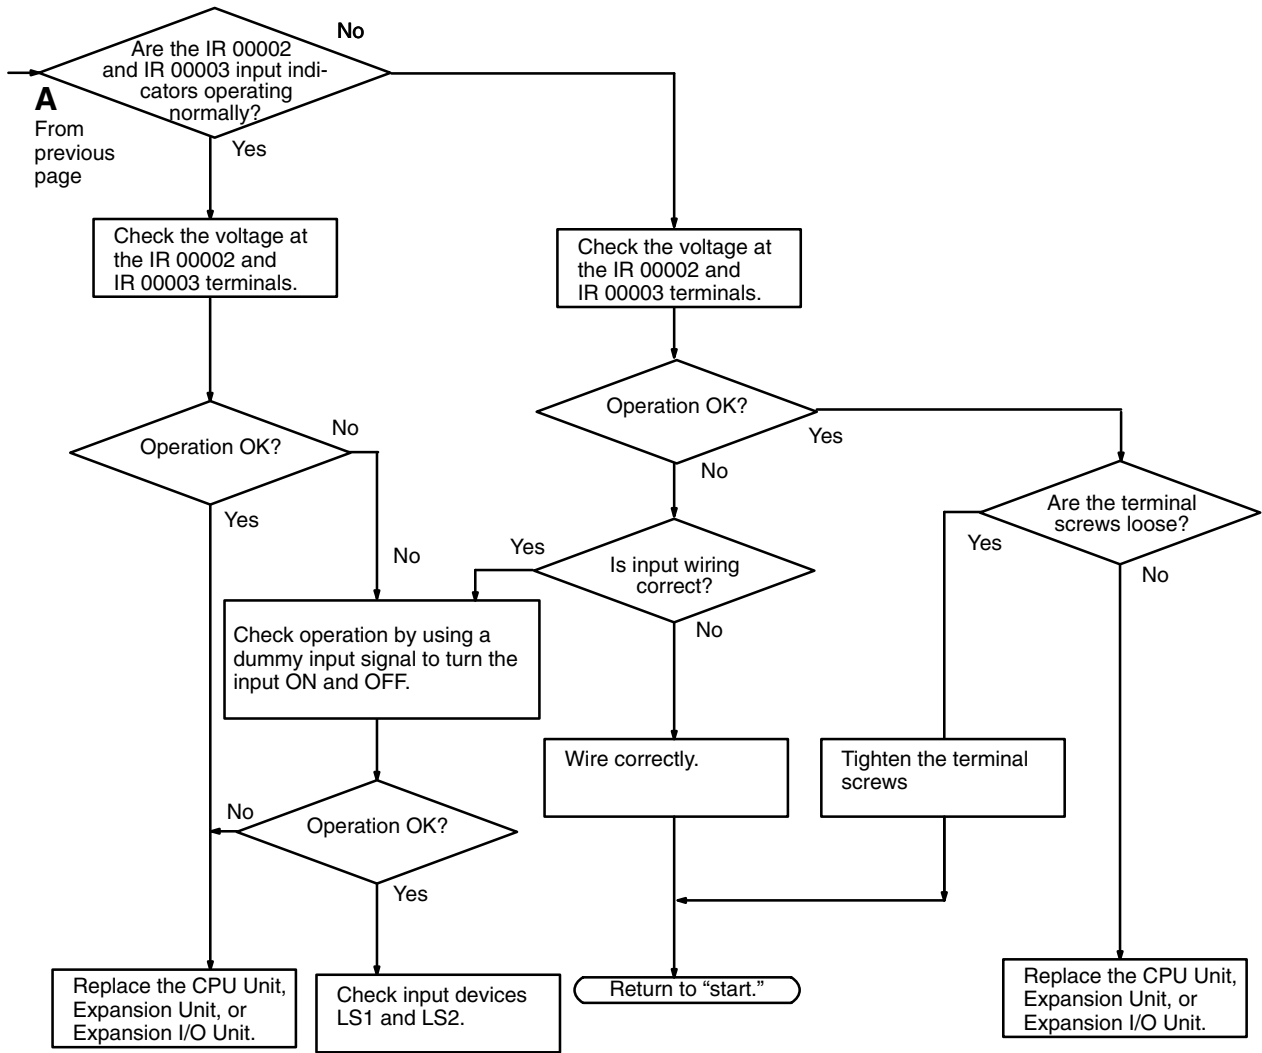 No
Are the IR 00002
and IR 00003 input indi-
cators operating
normally?
A
From
previous
page
Yes
Check the voltage at
the IR 00002 and
IR 00003 terminals.
Check the voltage at
the IR 00002 and
IR 00003 terminals.
Operation OK?
Yes
No
Operation OK?
No
Yes
Are the terminal
screws loose?
Yes
No
No
Yes
Is input wiring
correct?
No
Check operation by using a
dummy input signal to turn the
input ON and OFF.
Wire correctly.
Tighten the terminal
screws
No
Operation OK?
Yes
Replace the CPU Unit,
Expansion Unit, or
Expansion I/O Unit.
Check input devices
LS1 and LS2.
Return to “start.”
Replace the CPU Unit,
Expansion Unit, or
Expansion I/O Unit.